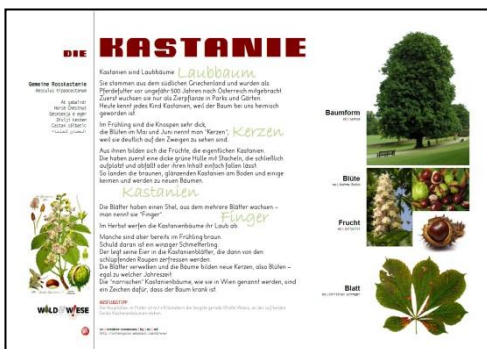 DIE KASTANIE
Gemeine Rosskastanie
Aesculus hippocastanum
At gaštanı
Horse Chestnut
Kastanien sind Laubbäume Laubbaum
Sie stammen aus dem südlichen Griechenland und wurden als
Pferdefutter vor ungefähr 500 Jahren nach Österreich mitgebracht
Zuerst wuchsen sie nur als Zierpflanze in Parks und Gärten.
Heute kennt jedes Kind Kastanien, weil der Baum bei uns heimisch
geworden ist
Im Frühling sind die Knospen sehr dick,
die Blüten im Mai und Juni nennt man "Kerzen", Kerzen
weil sie deutlich auf den Zweigen zu sehen sind.
Aus ihnen bilden sich die Früchte, die eigentlichen Kastanien.
Die haben zuerst eine dicke grüne Hülle mit Stacheln, die schließlich
aufplatzt und abfällt oder ihren Inhalt einfach fallen lässt
So landen die braunen, glänzenden Kastanien am Boden und einige
keimen und werden zu neuen Bäumen.
Kastanien
Die Blätter haben einen Stiel, aus dem mehrere Blätter wachsen –
man nennt sie "Finger". Finger
Im Herbst werfen die Kastanienbäume ihr Laub ab.
Manche sind aber bereits im Frühling braun.
Schuld daran ist ein winziger Schmetterling.
Der legt seine Eier in die Kastanienblätter, die dann von den
schlüpfenden Raupen zerfressen werden.
Die Blätter verwelken und die Bäume bilden neue Kerzen, also Blüten –
egal zu welcher Jahreszeit
Die "narrischen" Kastanienbäume, wie sie in Wien genannt werden, sind
ein Zeichen dafür, dass der Baum krank ist.
AUSFLUGSTIPP
Baumform
Blüte
Frucht
Blatt
WILD WIESE